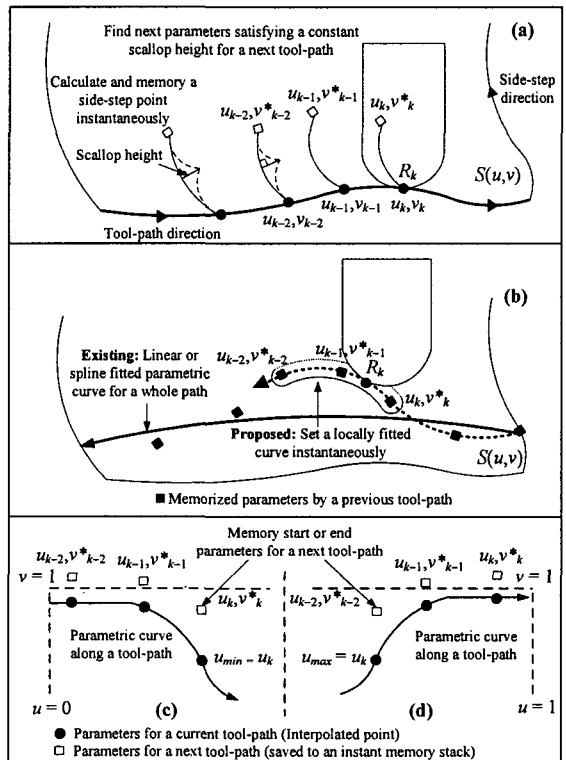 Find next parameters satisfying a constant
scallop height for a next tool-path
(a)
Calculate and memory a
side-step point
instantaneously
Side-step
direction
u_{k-2},v*_{k-2}
u_{k-1},v*_{k-1}
u_k,v*_k
Scallop height
R_k
S(u,v)
u_{k-2},v_{k-2}
u_{k-1},v_{k-1}
u_k,v_k
Tool-path direction
(b)
u_{k-2},v*_{k-2}
u_{k-1},v*_{k-1}
R_k
u_k,v*_k
Existing: Linear or
spline fitted parametric
curve for a whole path
Proposed: Set a locally fitted
curve instantaneously
S(u,v)
■ Memorized parameters by a previous tool-path
Memory start or end
parameters for a next tool-path
u_{k-2},v*_{k-2}
u_{k-1},v*_{k-1}
u_k,v*_k
v = 1
Parametric curve
along a tool-path
u_{min} = u_k
u = 0
(c)
u_{k-1},v*_{k-1}
u_k,v*_k
u_{k-2},v*_{k-2}
v = 1
u_{max} = u_k
Parametric curve
along a tool-path
(d)
u = 1
● Parameters for a current tool-path (Interpolated point)
□ Parameters for a next tool-path (saved to an instant memory stack)